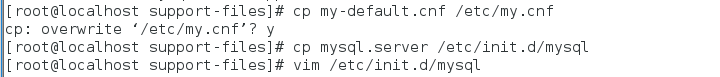 [root@localhost support-files]# cp my-default.cnf /etc/my.cnf
cp: overwrite ‘/etc/my.cnf’? y
[root@localhost support-files]# cp mysql.server /etc/init.d/mysql
[root@localhost support-files]# vim /etc/init.d/mysql